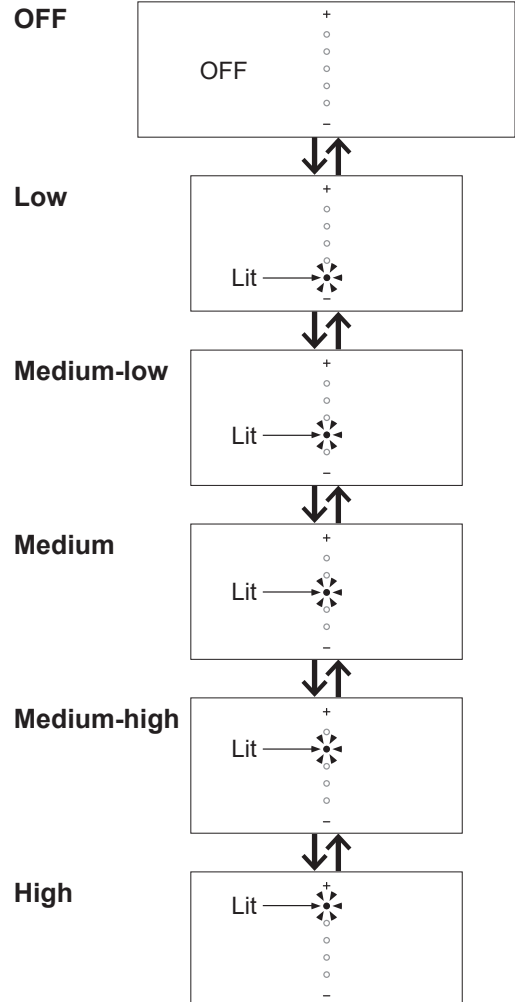 OFF
+
OFF
–
Low
+
Lit
–
Medium-low
+
Lit
–
Medium
+
Lit
–
Medium-high
+
Lit
–
High
+
Lit
–